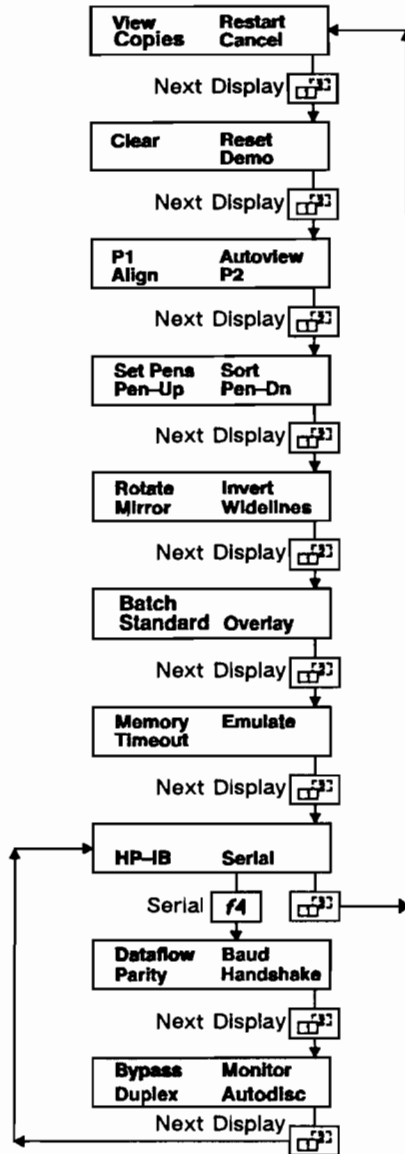 View Restart
Copies Cancel
Next Display
Clear Reset
Demo
Next Display
P1 Autoview
Align P2
Next Display
Set Pens Sort
Pen-Up Pen-Dn
Next Display
Rotate Invert
Mirror Widelines
Next Display
Batch
Standard Overlay
Next Display
Memory Emulate
Timeout
Next Display
HP-IB Serial
Serial f4
Dataflow Baud
Parity Handshake
Next Display
Bypass Monitor
Duplex Autodisc
Next Display